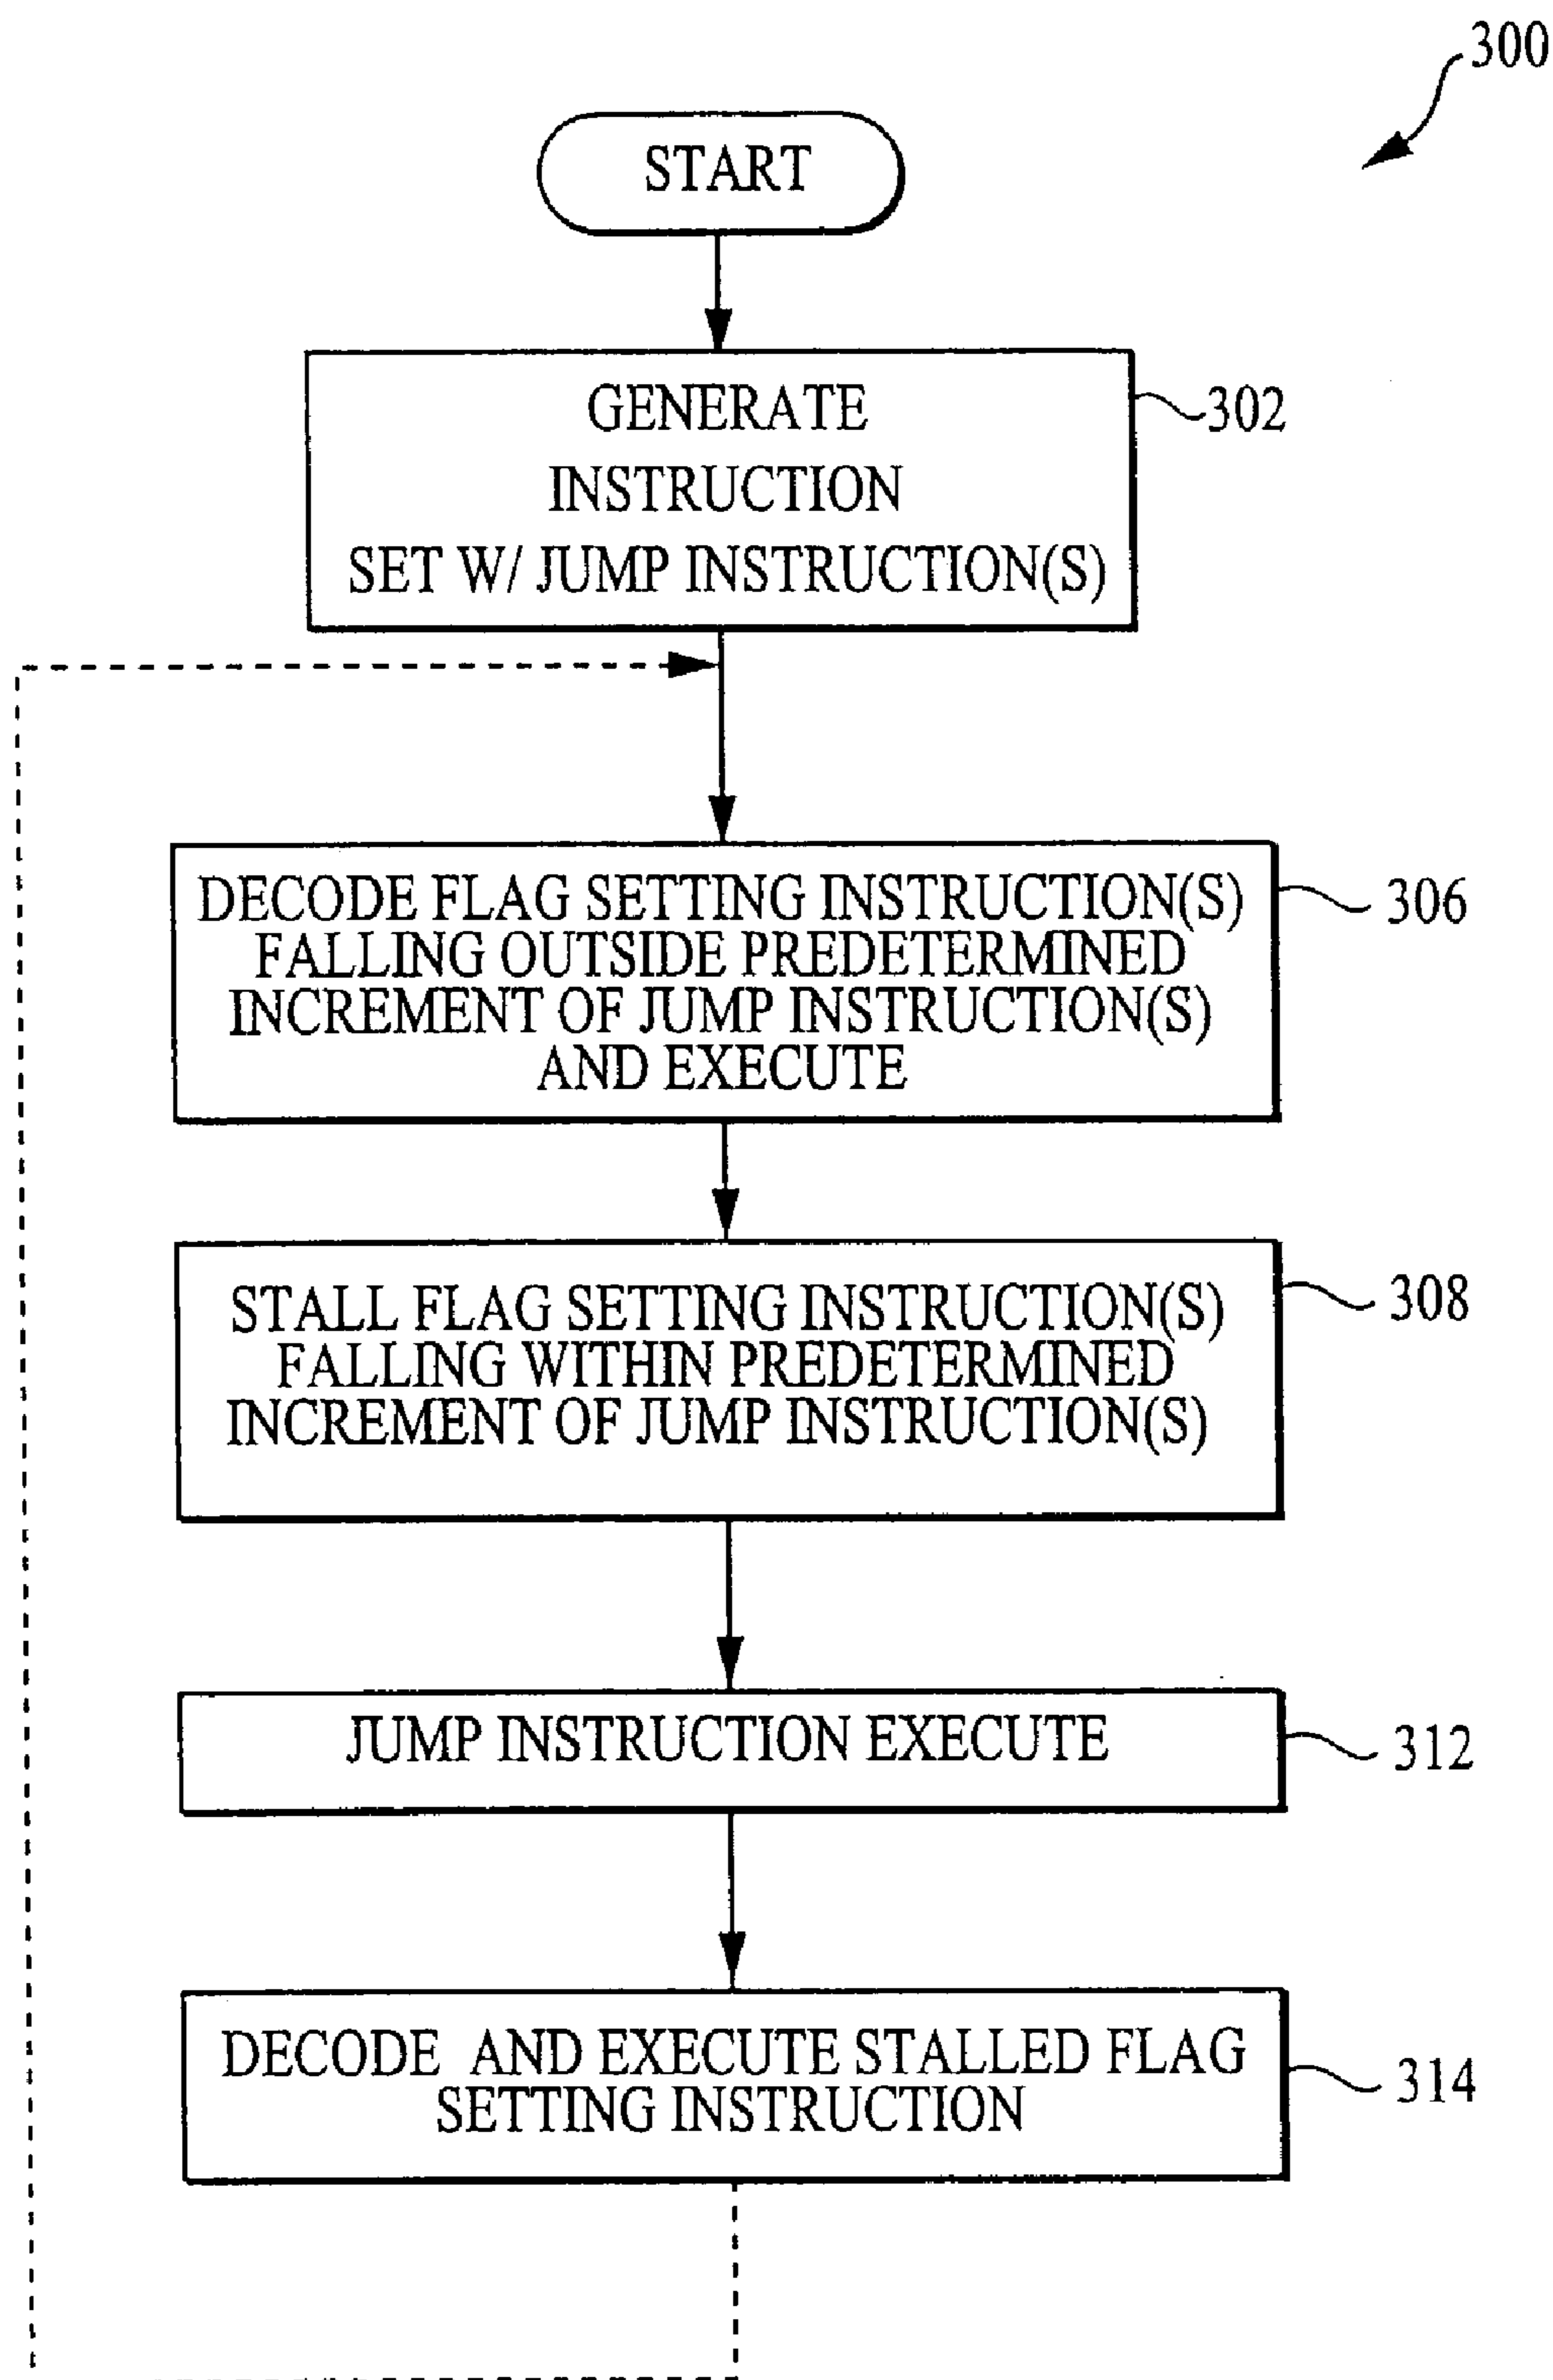 300
START
GENERATE
INSTRUCTION
SET W/ JUMP INSTRUCTION(S)
302
DECODE FLAG SETTING INSTRUCTION(S)
FALLING OUTSIDE PREDETERMINED
INCREMENT OF JUMP INSTRUCTION(S)
AND EXECUTE
306
STALL FLAG SETTING INSTRUCTION(S)
FALLING WITHIN PREDETERMINED
INCREMENT OF JUMP INSTRUCTION(S)
308
JUMP INSTRUCTION EXECUTE
312
DECODE AND EXECUTE STALLED FLAG
SETTING INSTRUCTION
314